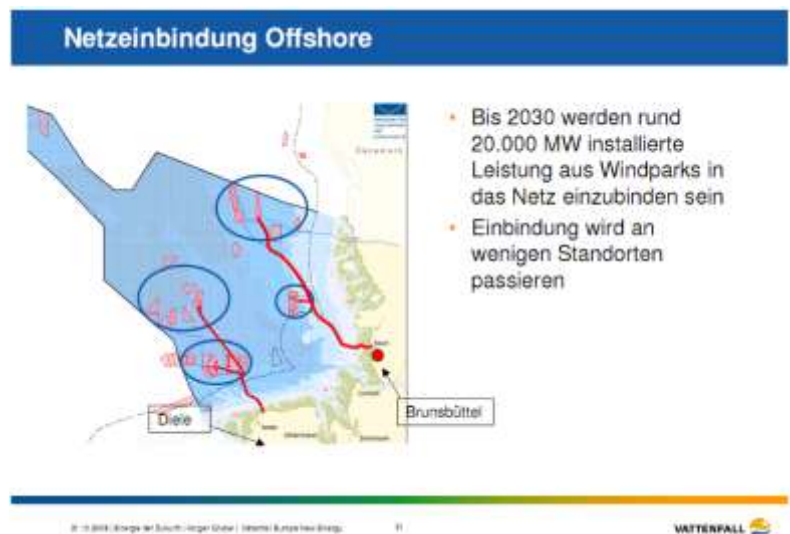 Netzeinbindung Offshore
• Bis 2030 werden rund
20.000 MW installierte
Leistung aus Windparks in
das Netz einzubinden sein
• Einbindung wird an
wenigen Standorten
passieren
Brunsbüttel
Diele
VATTENFALL